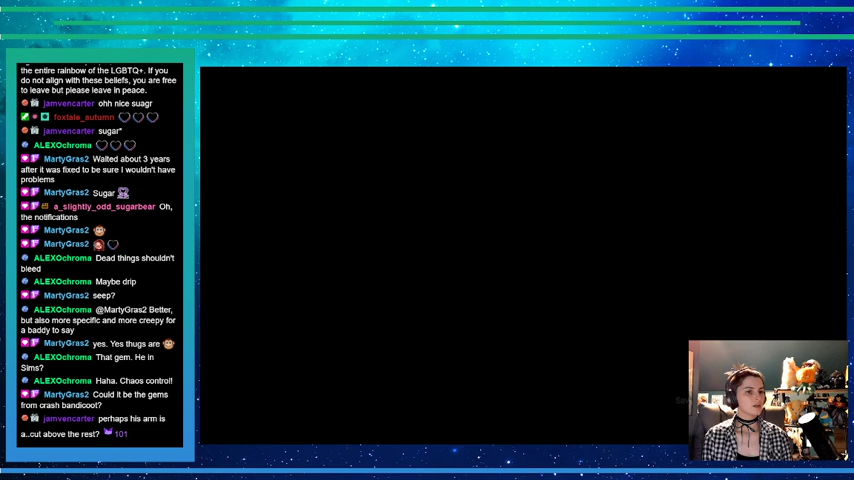 the entire rainbow of the LGBTQ+. If you
do not align with these beliefs, you are free
to leave but please leave in peace.
jamvencarter ohh nice suagr
foxtale_autumn
jamvencarter sugar*
ALEXOchroma
MartyGras2 Waited about 3 years
after it was fixed to be sure I wouldn't have
problems
MartyGras2 Sugar
a_slightly_odd_sugarbear Oh,
the notifications
MartyGras2
MartyGras2
ALEXOchroma Dead things shouldn't
bleed
ALEXOchroma Maybe drip
MartyGras2 seep?
ALEXOchroma @MartyGras2 Better,
but also more specific and more creepy for
a baddy to say
MartyGras2 yes. Yes thugs are
ALEXOchroma That gem. He in
Sims?
ALEXOchroma Haha. Chaos control!
MartyGras2 Could it be the gems
from crash bandicoot?
jamvencarter perhaps his arm is
a..cut above the rest? 101